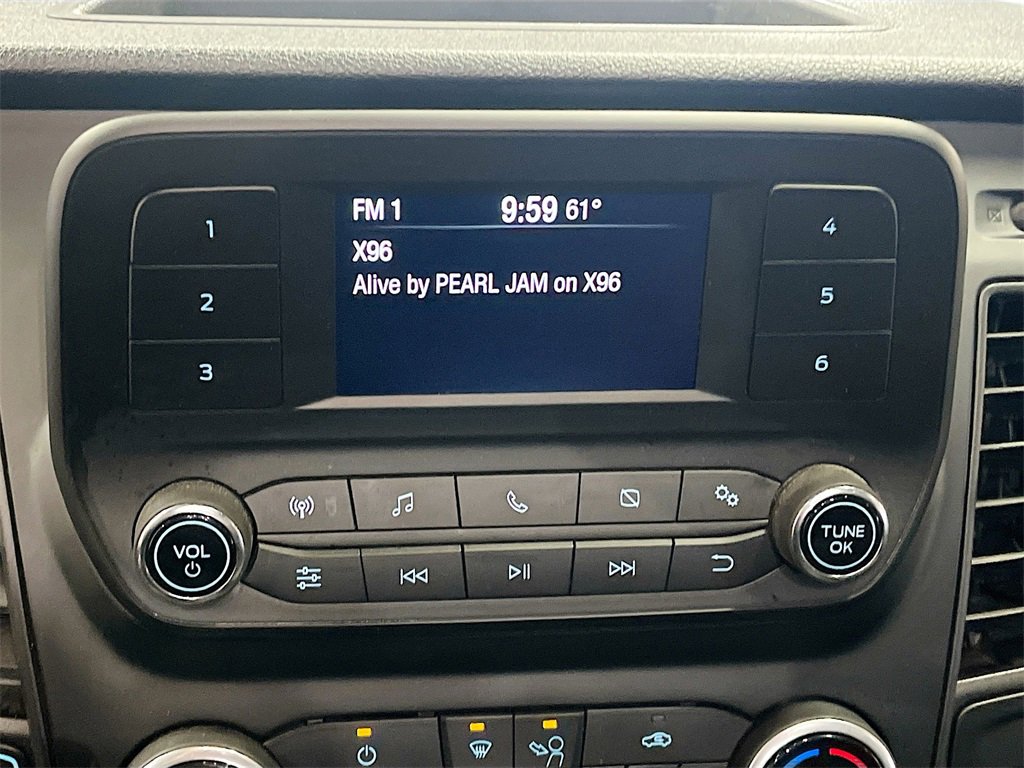 FM 1 9:59 61°
X96
Alive by PEARL JAM on X96
1
2
3
4
5
6
VOL
TUNE
OK